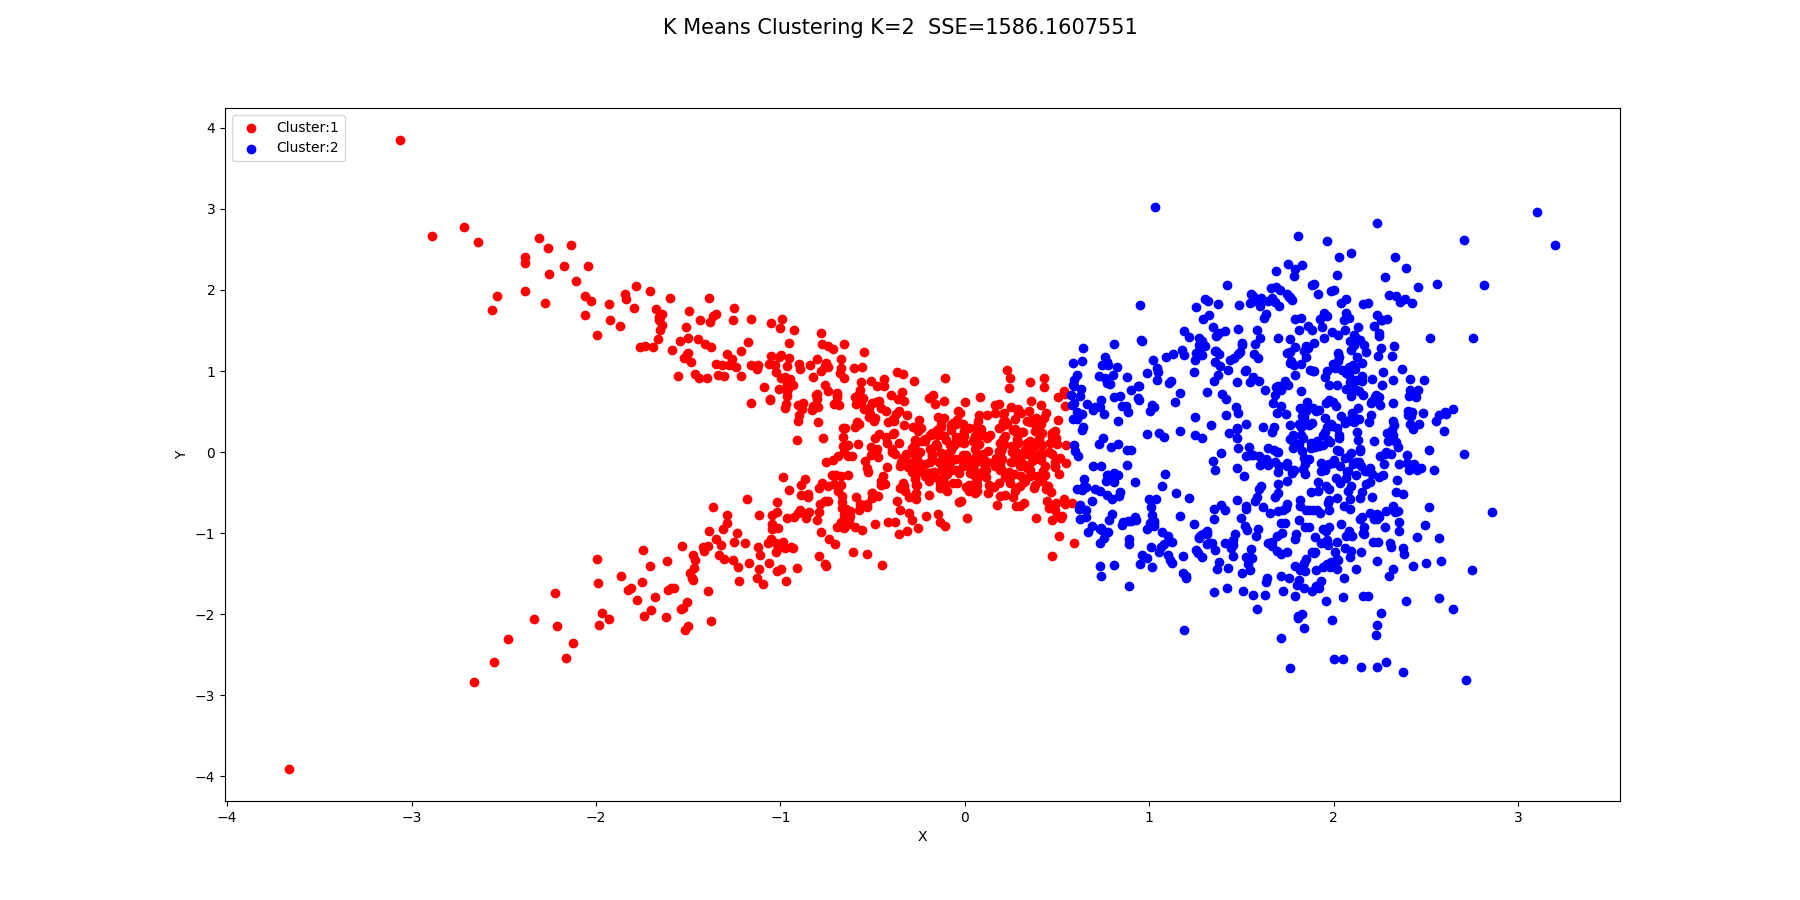 K Means Clustering K=2  SSE=1586.1607551
Cluster:1
Cluster:2
4
3
2
1
0
−1
−2
−3
−4
Y
−4 −3 −2 −1 0 1 2 3
X